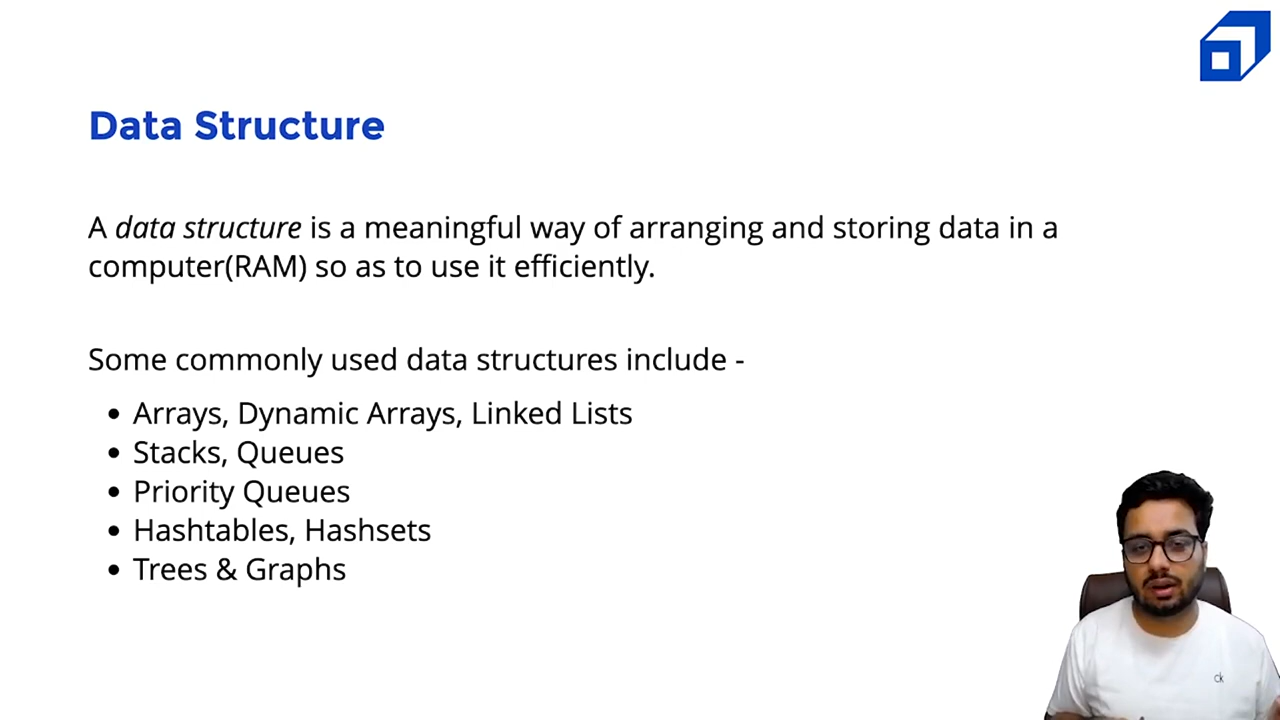 Data Structure
A data structure is a meaningful way of arranging and storing data in a
computer(RAM) so as to use it efficiently.
Some commonly used data structures include -
• Arrays, Dynamic Arrays, Linked Lists
• Stacks, Queues
• Priority Queues
• Hashtables, Hashsets
• Trees & Graphs
ck